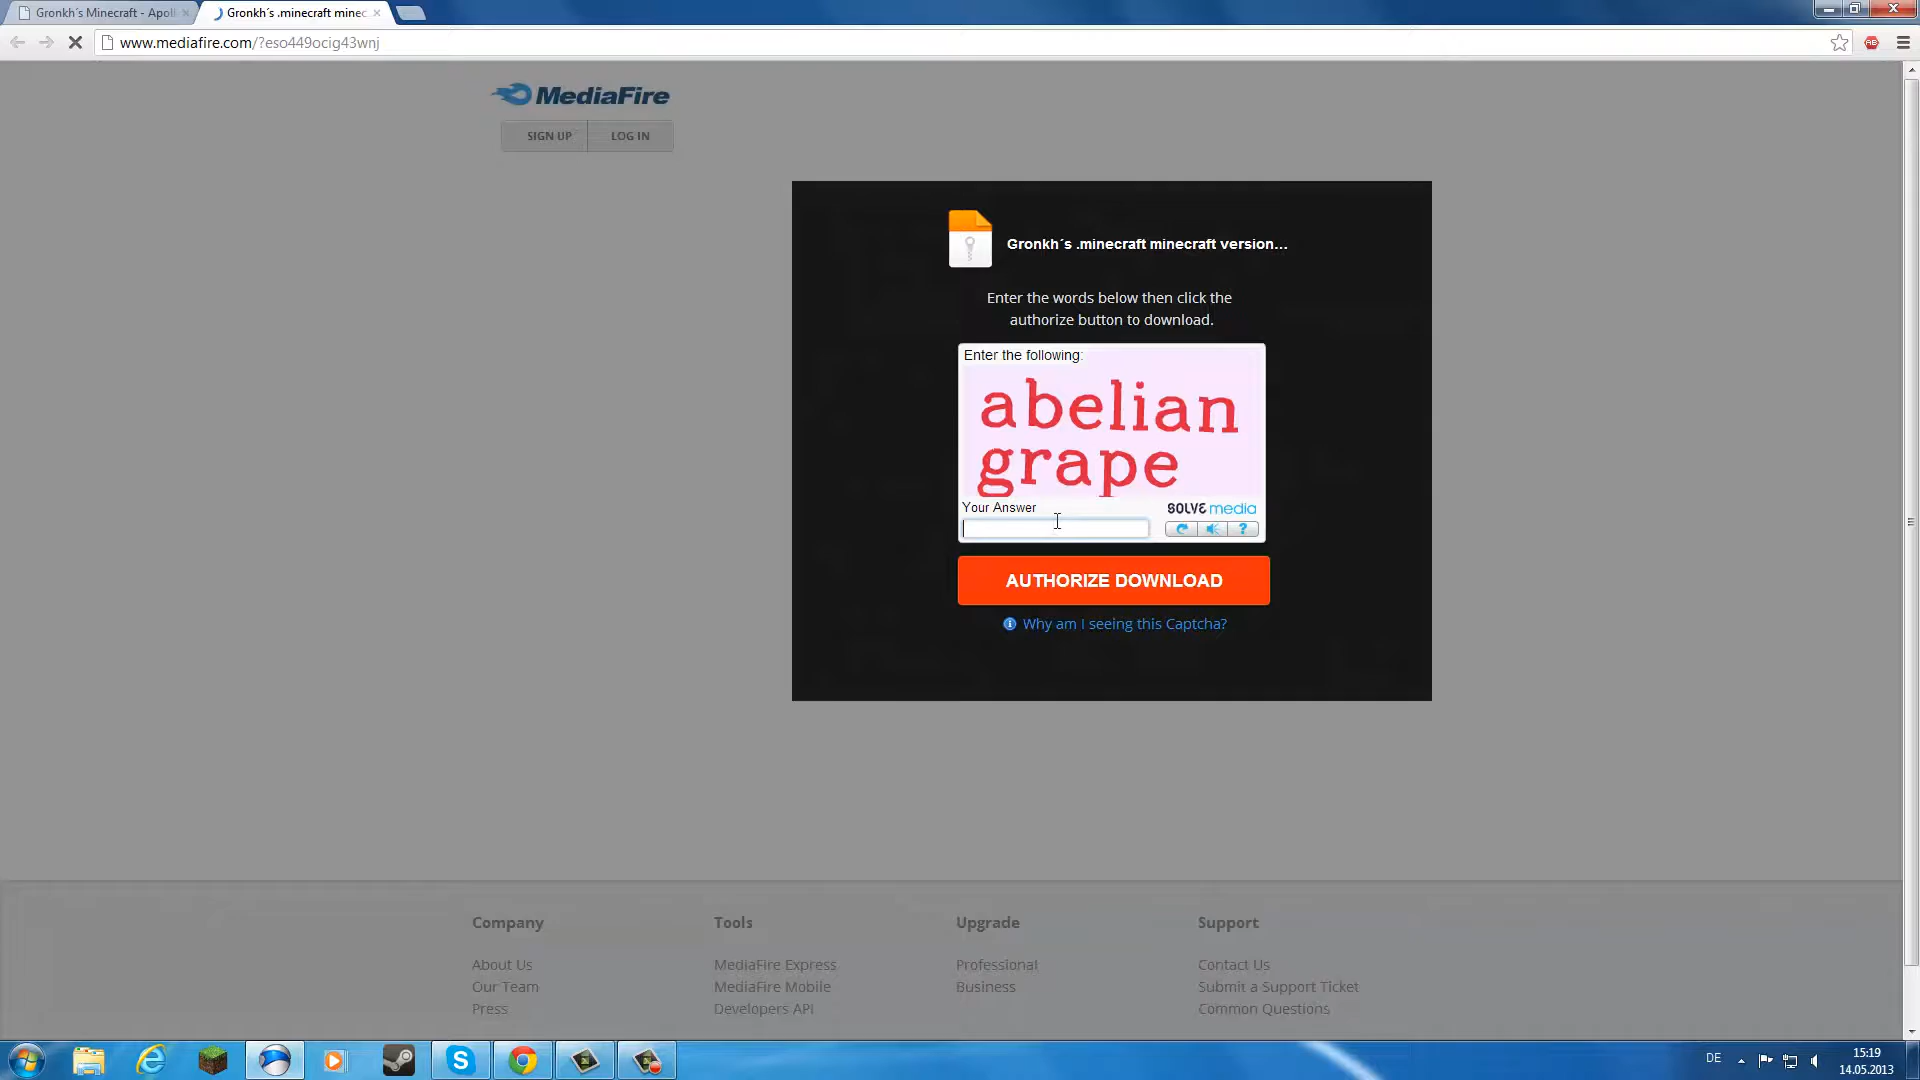 Gronkh´s Minecraft - Apoll
Gronkh´s .minecraft minec
www.mediafire.com/?eso449ocig43wnj
MediaFire
SIGN UP
LOG IN
Gronkh´s .minecraft minecraft version...
Enter the words below then click the
authorize button to download.
Enter the following:
abelian
grape
Your Answer
SOLVE media
AUTHORIZE DOWNLOAD
Why am I seeing this Captcha?
Company
Tools
Upgrade
Support
About Us
MediaFire Express
Professional
Contact Us
Our Team
MediaFire Mobile
Business
Submit a Support Ticket
Press
Developers API
Common Questions
DE
15:19
14.05.2013